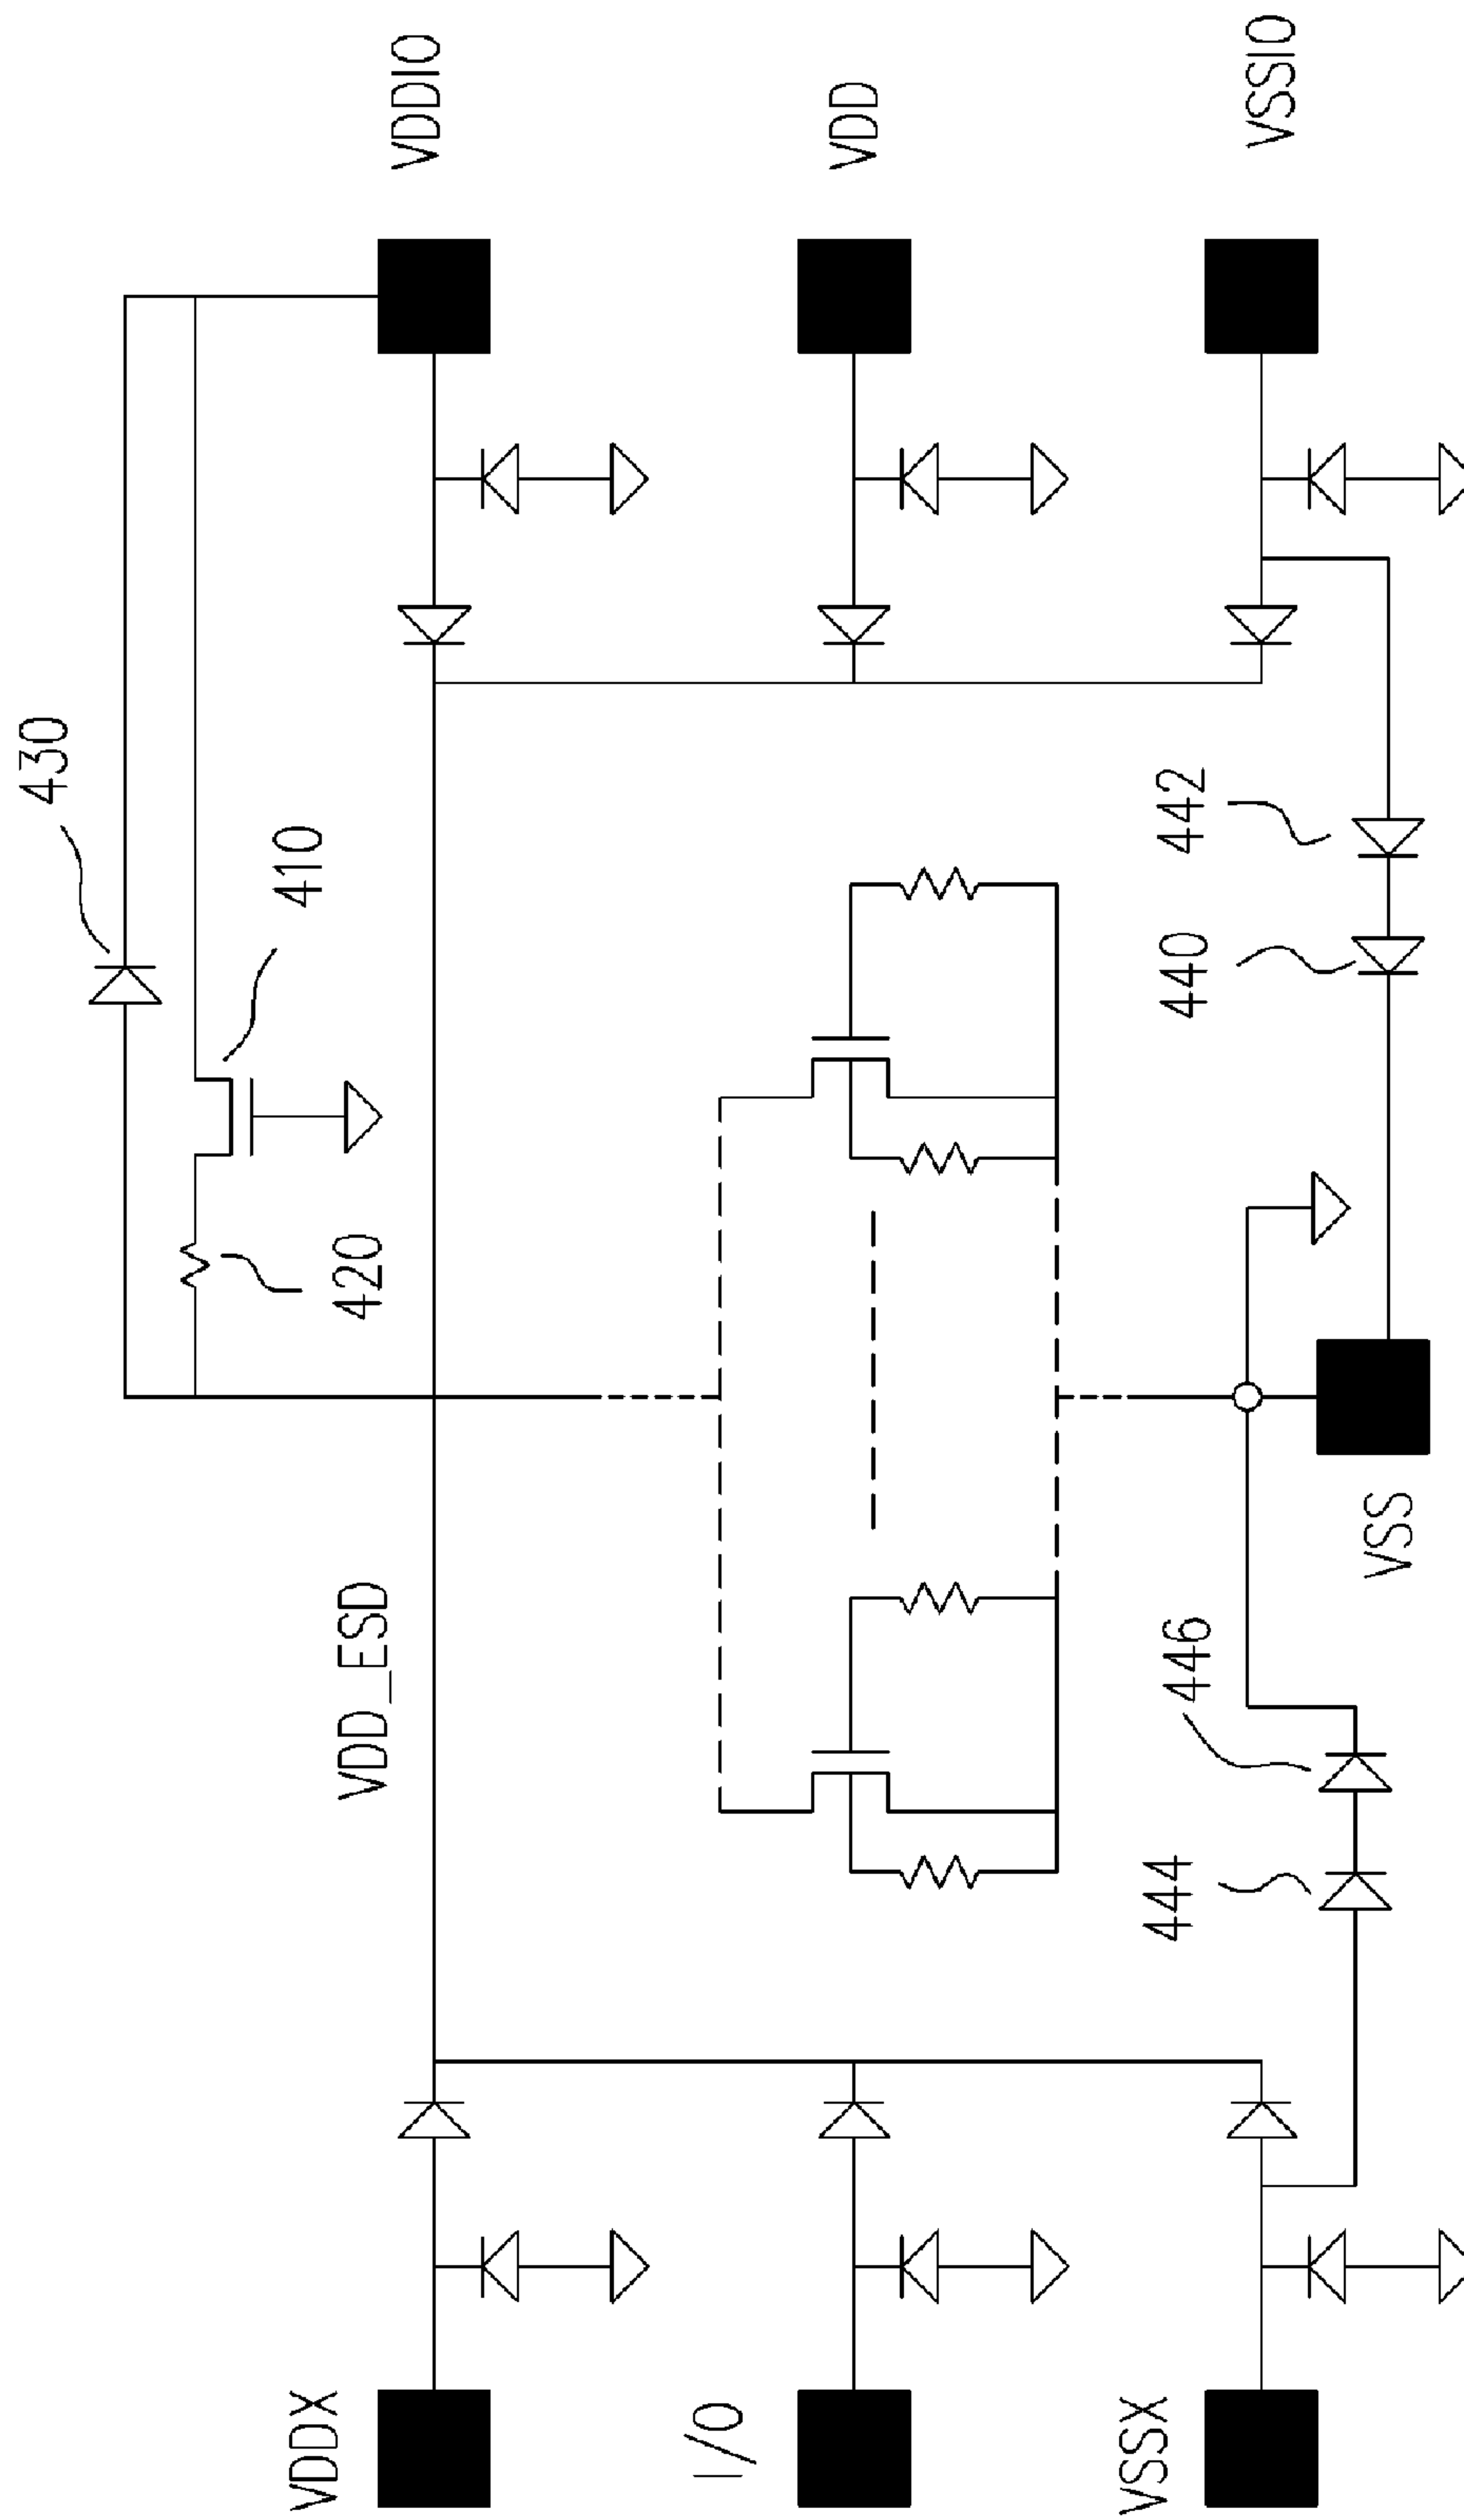 430
410
420
VDDX
VDD_ESD
VDDIO
I/O
VDD
444
446
440
442
VSSX
VSSIO
VSS